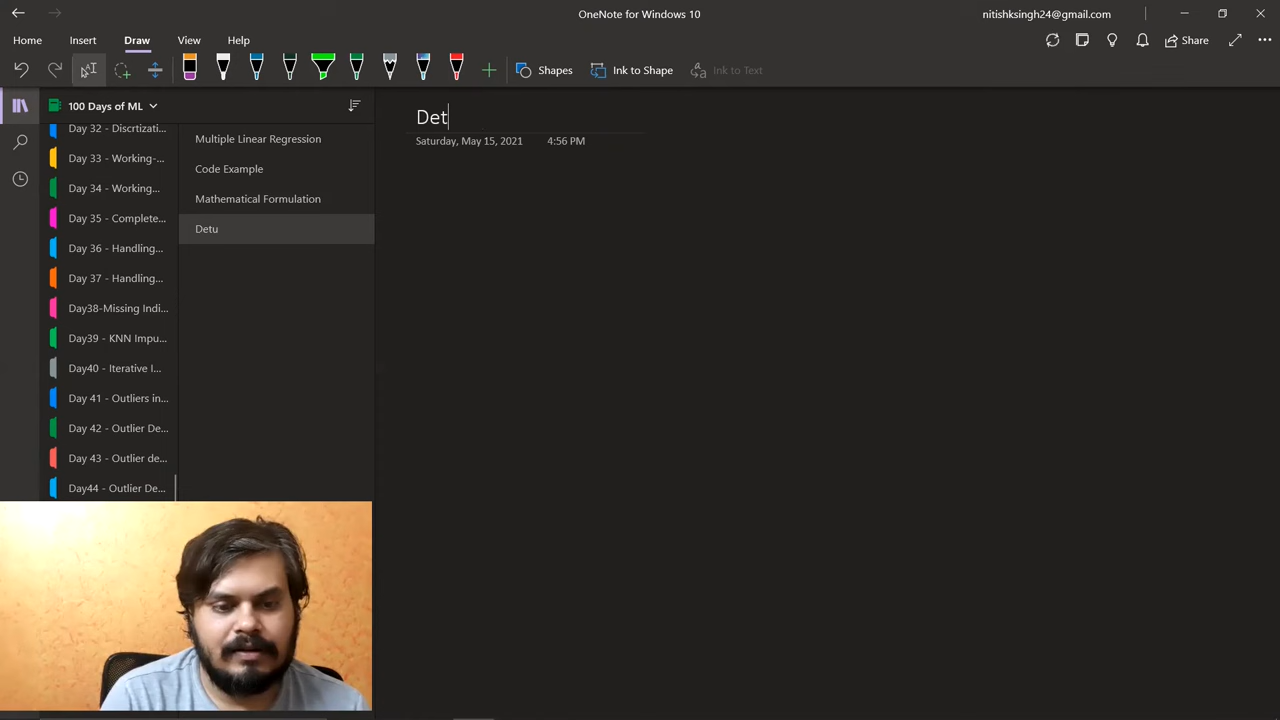 OneNote for Windows 10
nitishksingh24@gmail.com
Home
Insert
Draw
View
Help
Share
Shapes
Ink to Shape
Ink to Text
100 Days of ML
Day 32 - Discrtizati...
Day 33 - Working-...
Day 34 - Working...
Day 35 - Complete...
Day 36 - Handling...
Day 37 - Handling...
Day38-Missing Indi...
Day39 - KNN Impu...
Day40 - Iterative I...
Day 41 - Outliers in...
Day 42 - Outlier De...
Day 43 - Outlier de...
Day44 - Outlier De...
Multiple Linear Regression
Code Example
Mathematical Formulation
Detu
Det
Saturday, May 15, 2021 4:56 PM